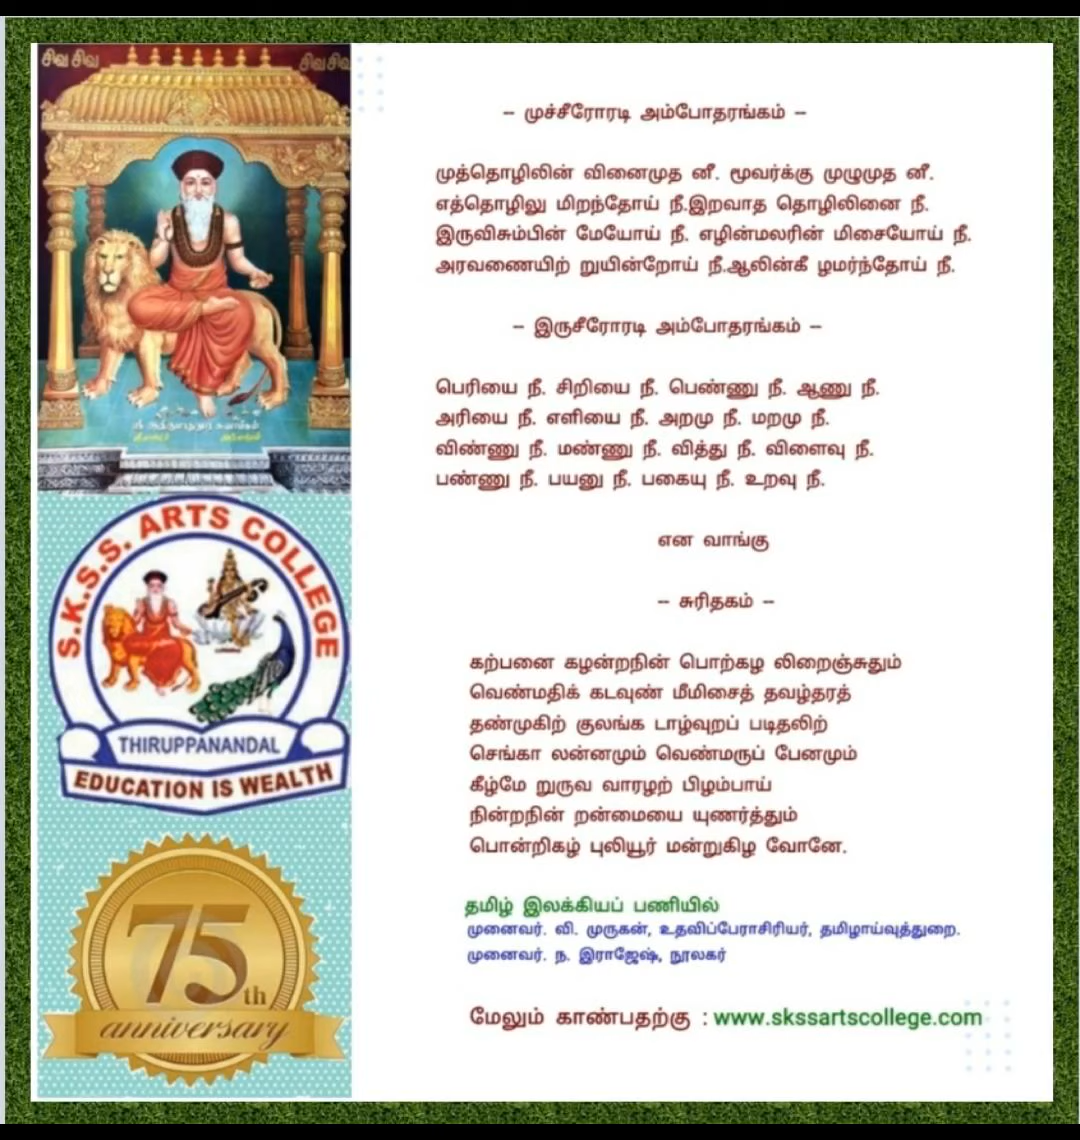 சிவ சிவ
சிவ சிவ
– முச்சீரோரடி அம்போதரங்கம் –
முத்தொழிலின் வினைமுத னீ. மூவர்க்கு முழுமுத னீ.
எத்தொழிலு மிறந்தோய் நீ.இறவாத தொழிலினை நீ.
இருவிசும்பின் மேயோய் நீ. எழின்மலரின் மிசையோய் நீ.
அரவணையிற் றுயின்றோய் நீ.ஆலின்கீ ழமர்ந்தோய் நீ.
– இருசீரோரடி அம்போதரங்கம் –
பெரியை நீ. சிறியை நீ. பெண்ணு நீ. ஆணு நீ.
அரியை நீ. எளியை நீ. அறமு நீ. மறமு நீ.
விண்ணு நீ. மண்ணு நீ. வித்து நீ. விளைவு நீ.
பண்ணு நீ. பயனு நீ. பகையு நீ. உறவு நீ.
என வாங்கு
– சுரிதகம் –
கற்பனை கழன்றநின் பொற்கழ லிறைஞ்சுதும்
வெண்மதிக் கடவுண் மீமிசைத் தவழ்தரத்
தண்முகிற் குலங்க டாழ்வுறப் படிதலிற்
செங்கா லன்னமும் வெண்மருப் பேனமும்
கீழ்மே றுருவ வாரழற் பிழம்பாய்
நின்றநின் றன்மையை யுணர்த்தும்
பொன்றிகழ் புலியூர் மன்றுகிழ வோனே.
தமிழ் இலக்கியப் பணியில்
முனைவர். வி. முருகன், உதவிப்பேராசிரியர், தமிழாய்வுத்துறை.
முனைவர். ந. இராஜேஷ், நூலகர்
மேலும் காண்பதற்கு : www.skssartscollege.com
S.K.S.S. ARTS COLLEGE
THIRUPPANANDAL
EDUCATION IS WEALTH
75th
anniversary